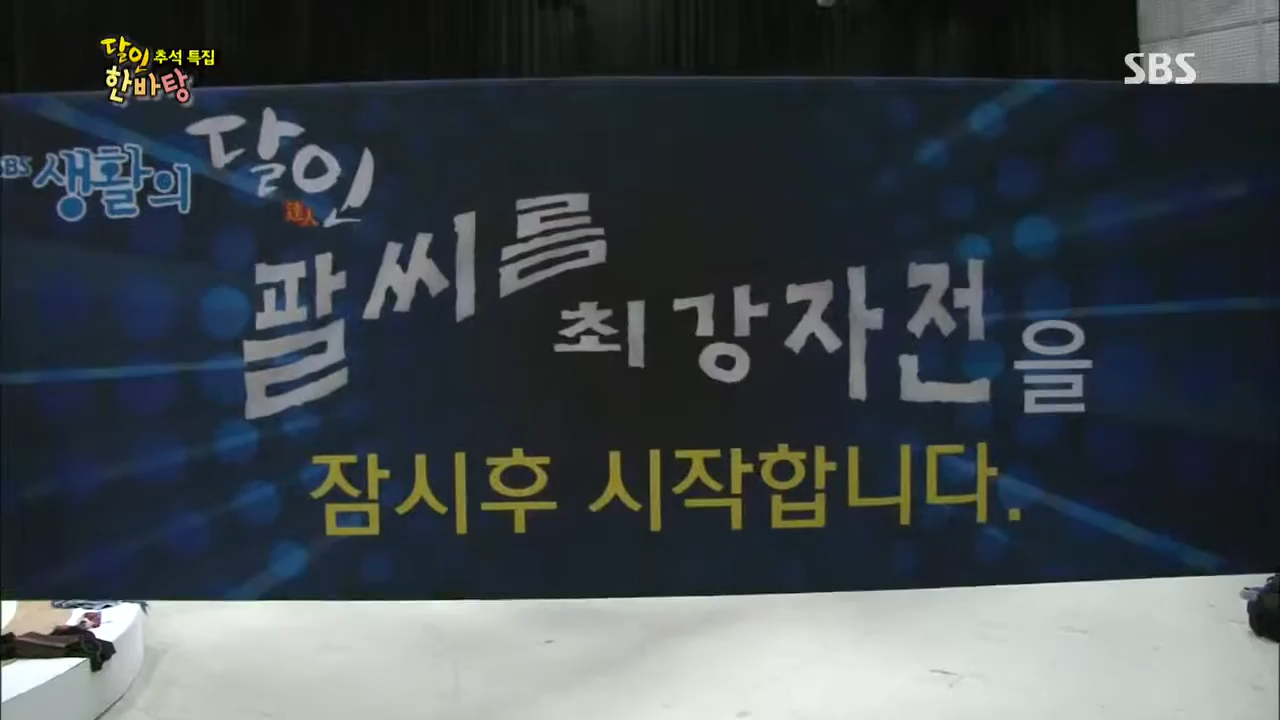 달인 추석 특집
한바탕
SBS
SBS 생활의 달인
達人
팔씨름 최강자전을
잠시후 시작합니다.